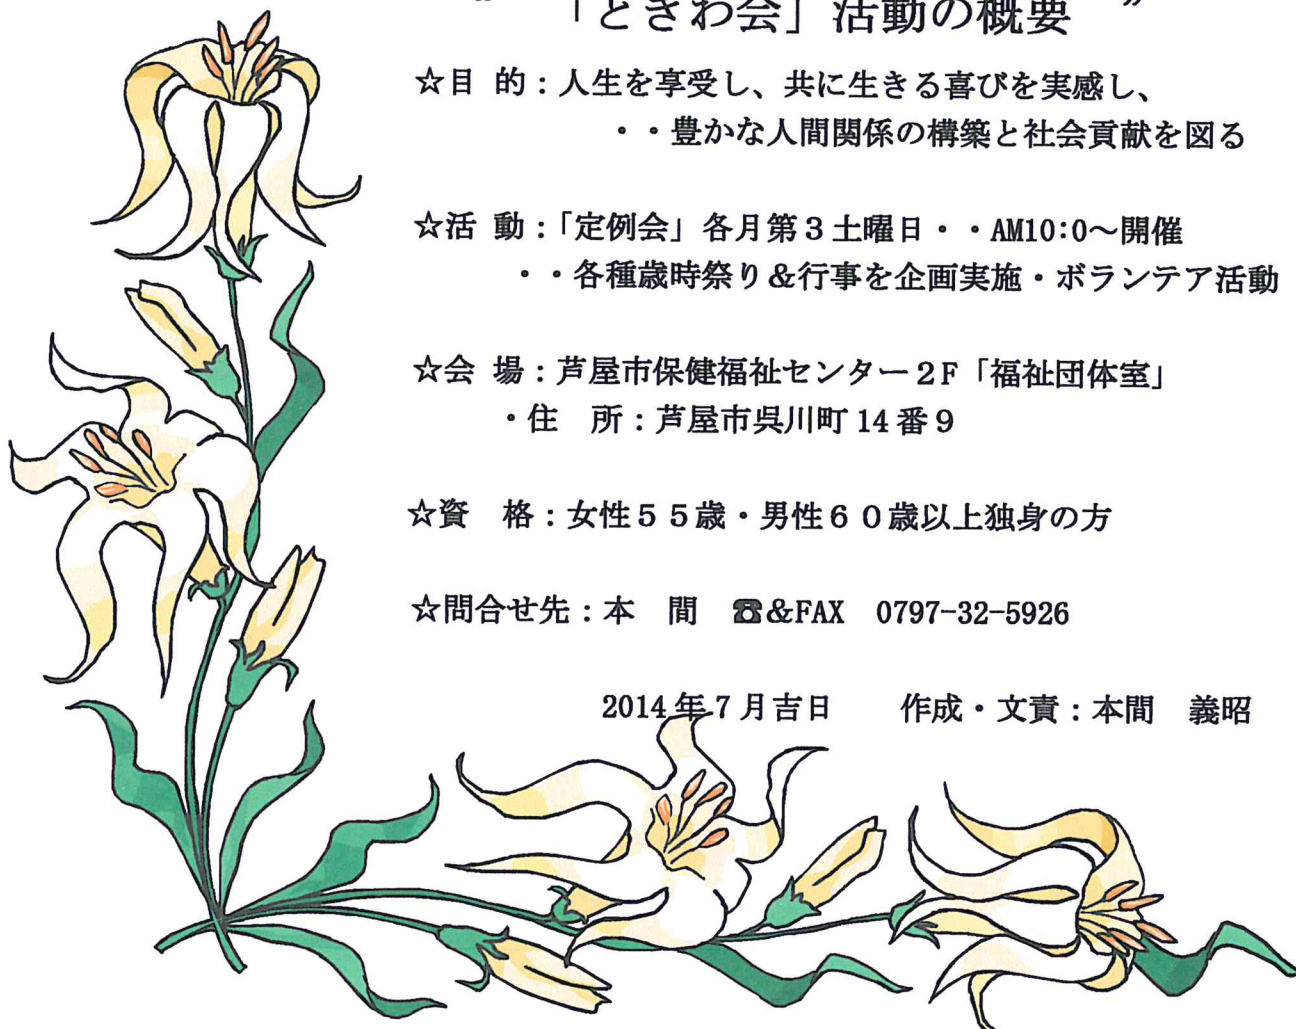 “　「ときわ会」活動の概要　”
☆目 的：人生を享受し、共に生きる喜びを実感し、
・・豊かな人間関係の構築と社会貢献を図る
☆活 動：「定例会」各月第３土曜日・・AM10:0～開催
・・各種歳時祭り＆行事を企画実施・ボランテア活動
☆会 場：芦屋市保健福祉センター２F「福祉団体室」
・住　所：芦屋市呉川町 14 番９
☆資　格：女性５５歳・男性６０歳以上独身の方
☆問合せ先：本　間　☎&FAX　0797-32-5926
2014 年７月吉日　　作成・文責：本間　義昭